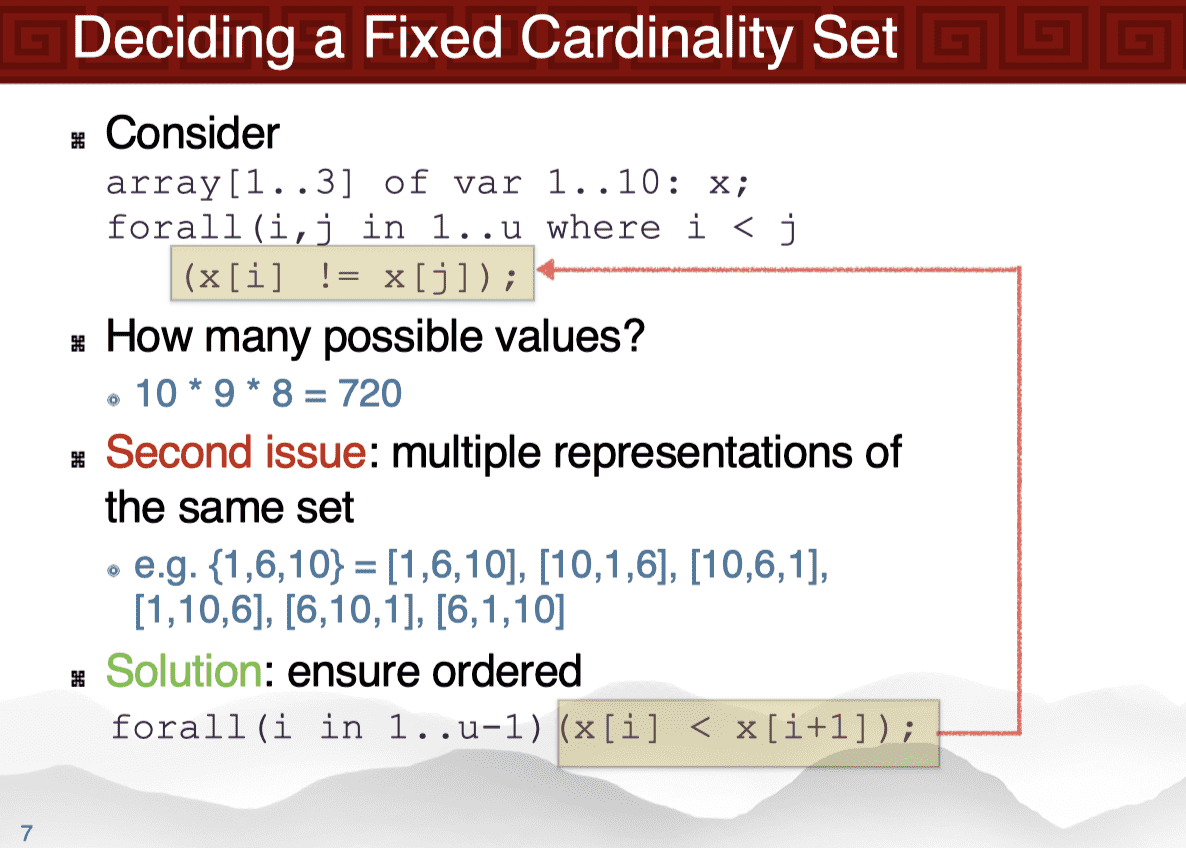 Deciding a Fixed Cardinality Set
Consider
array[1..3] of var 1..10: x;
forall(i,j in 1..u where i < j
(x[i] != x[j]);
How many possible values?
10 * 9 * 8 = 720
Second issue: multiple representations of
the same set
e.g. {1,6,10} = [1,6,10], [10,1,6], [10,6,1],
[1,10,6], [6,10,1], [6,1,10]
Solution: ensure ordered
forall(i in 1..u-1)(x[i] < x[i+1]);
7